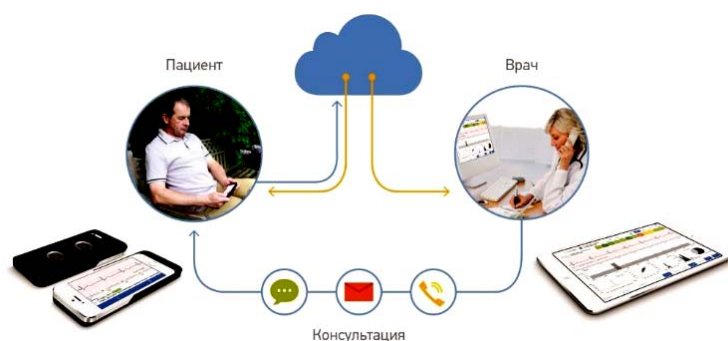 Пациент
Врач
Консультация